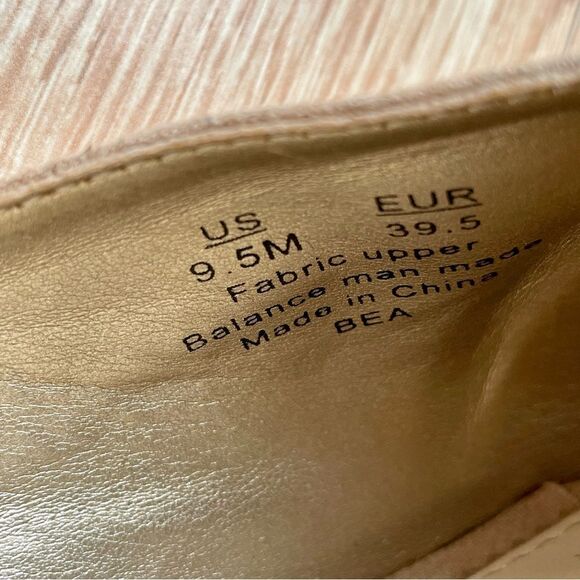 US EUR
9.5M 39.5
Fabric upper
Balance man made
Made in China
BEA